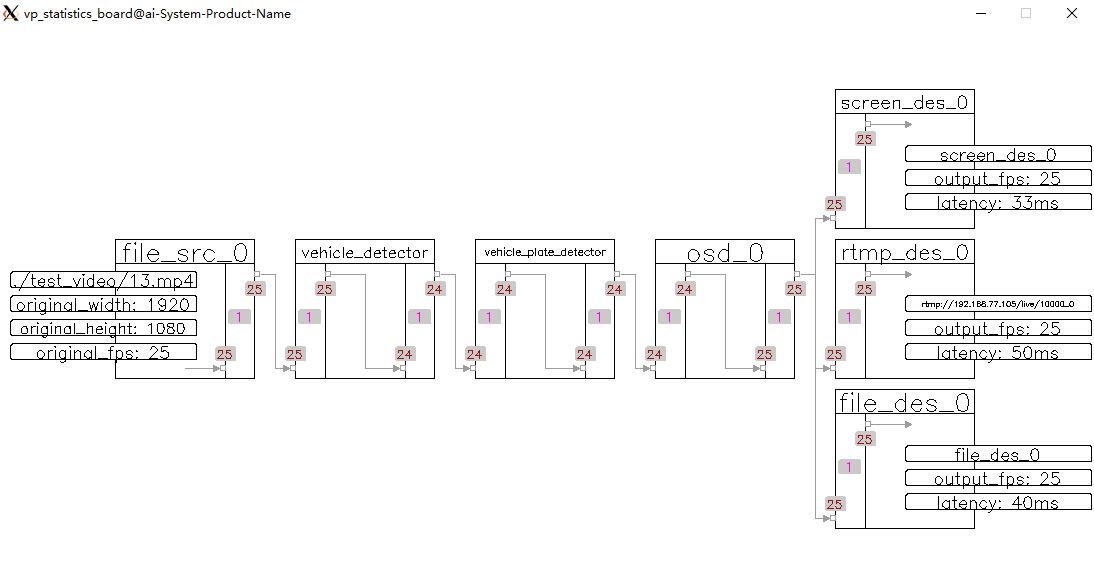 vp_statistics_board@ai-System-Product-Name
screen_des_0
25
1
25
screen_des_0
output_fps: 25
latency: 33ms
file_src_0
./test_video/13.mp4
original_width: 1920
original_height: 1080
original_fps: 25
25
1
25
vehicle_detector
25
1
25
24
1
24
vehicle_plate_detector
24
1
24
24
1
24
osd_0
24
1
24
25
1
25
rtmp_des_0
25
1
25
rtmp://192.168.77.105/live/10000_0
output_fps: 25
latency: 50ms
file_des_0
25
1
25
file_des_0
output_fps: 25
latency: 40ms